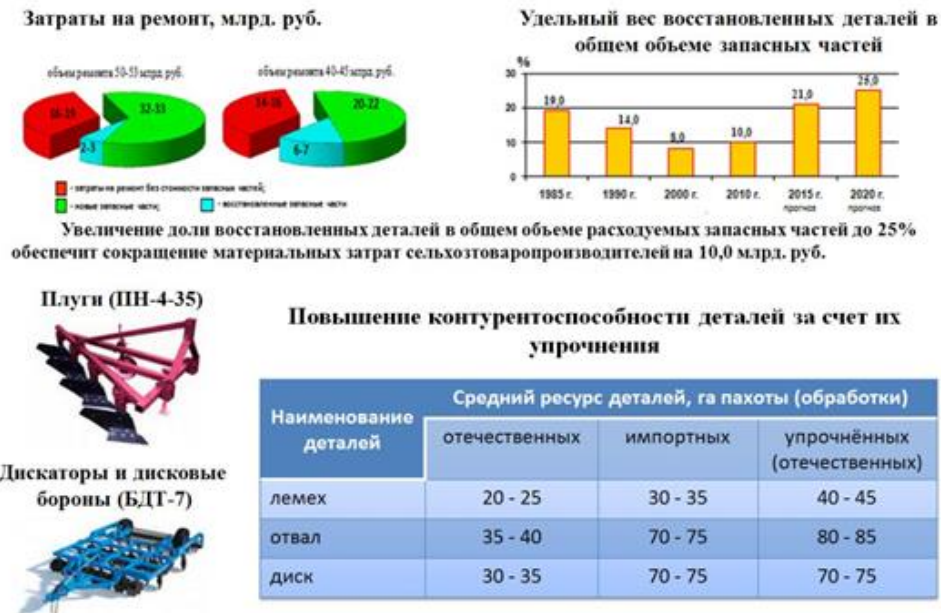 Затраты на ремонт, млрд. руб.
объем ремонта 50-53 млрд. руб.
объем ремонта 40-45 млрд. руб.
32-33
2-3
14-16
20-22
6-7
- затраты на ремонт без стоимости запасных частей;
- новые запасные части;
- восстановленные запасные части
Удельный вес восстановленных деталей в
общем объеме запасных частей
%
30
20
10
0
19,0
14,0
8,0
10,0
21,0
25,0
1985 г.
1990 г.
2000 г.
2010 г.
2015 г.
прогноз
2020 г.
прогноз
Увеличение доли восстановленных деталей в общем объеме расходуемых запасных частей до 25%
обеспечит сокращение материальных затрат сельхозтоваропроизводителей на 10,0 млрд. руб.
Плуги (ПН-4-35)
Дискаторы и дисковые
бороны (БДТ-7)
Повышение контурентоспособности деталей за счет их
упрочнения
Наименование
деталей
Средний ресурс деталей, га пахоты (обработки)
отечественных
импортных
упрочнённых
(отечественных)
лемех
20 - 25
30 - 35
40 - 45
отвал
35 - 40
70 - 75
80 - 85
диск
30 - 35
70 - 75
70 - 75